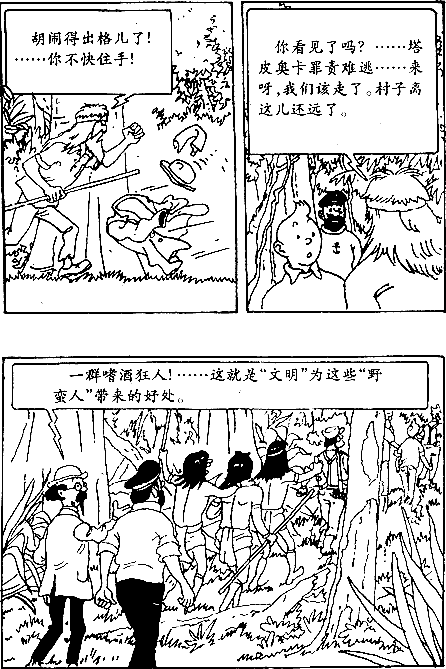 胡闹得出格儿了!
……你不快住手!
你看见了吗? ……塔
皮奥卡罪责难逃……来
呀,我们该走了。村子离
这儿还远了。
一群嗜酒狂人!……这就是“文明”为这些“野
蛮人”带来的好处。